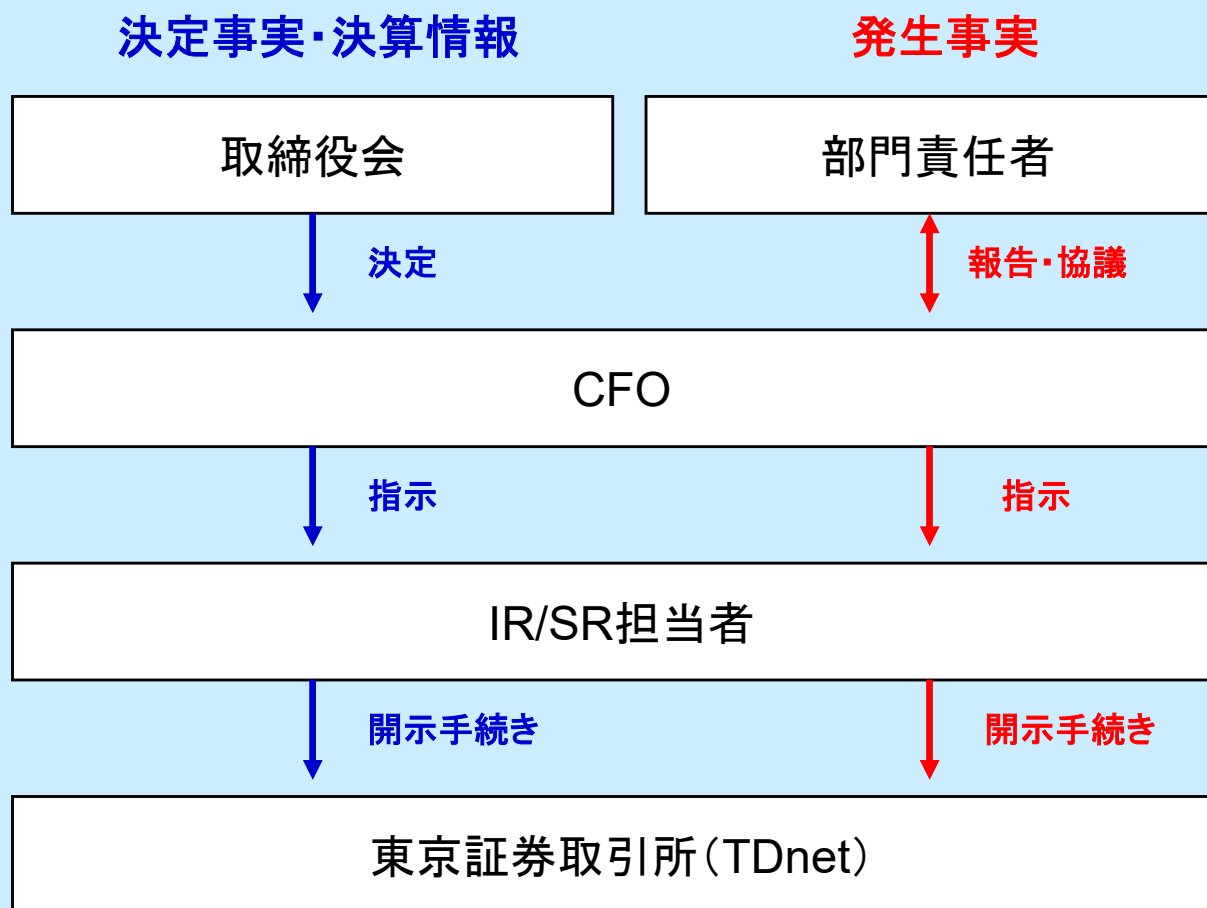 決定事実・決算情報
発生事実
取締役会
部門責任者
決定
報告・協議
CFO
指示
指示
IR/SR担当者
開示手続き
開示手続き
東京証券取引所（TDnet）